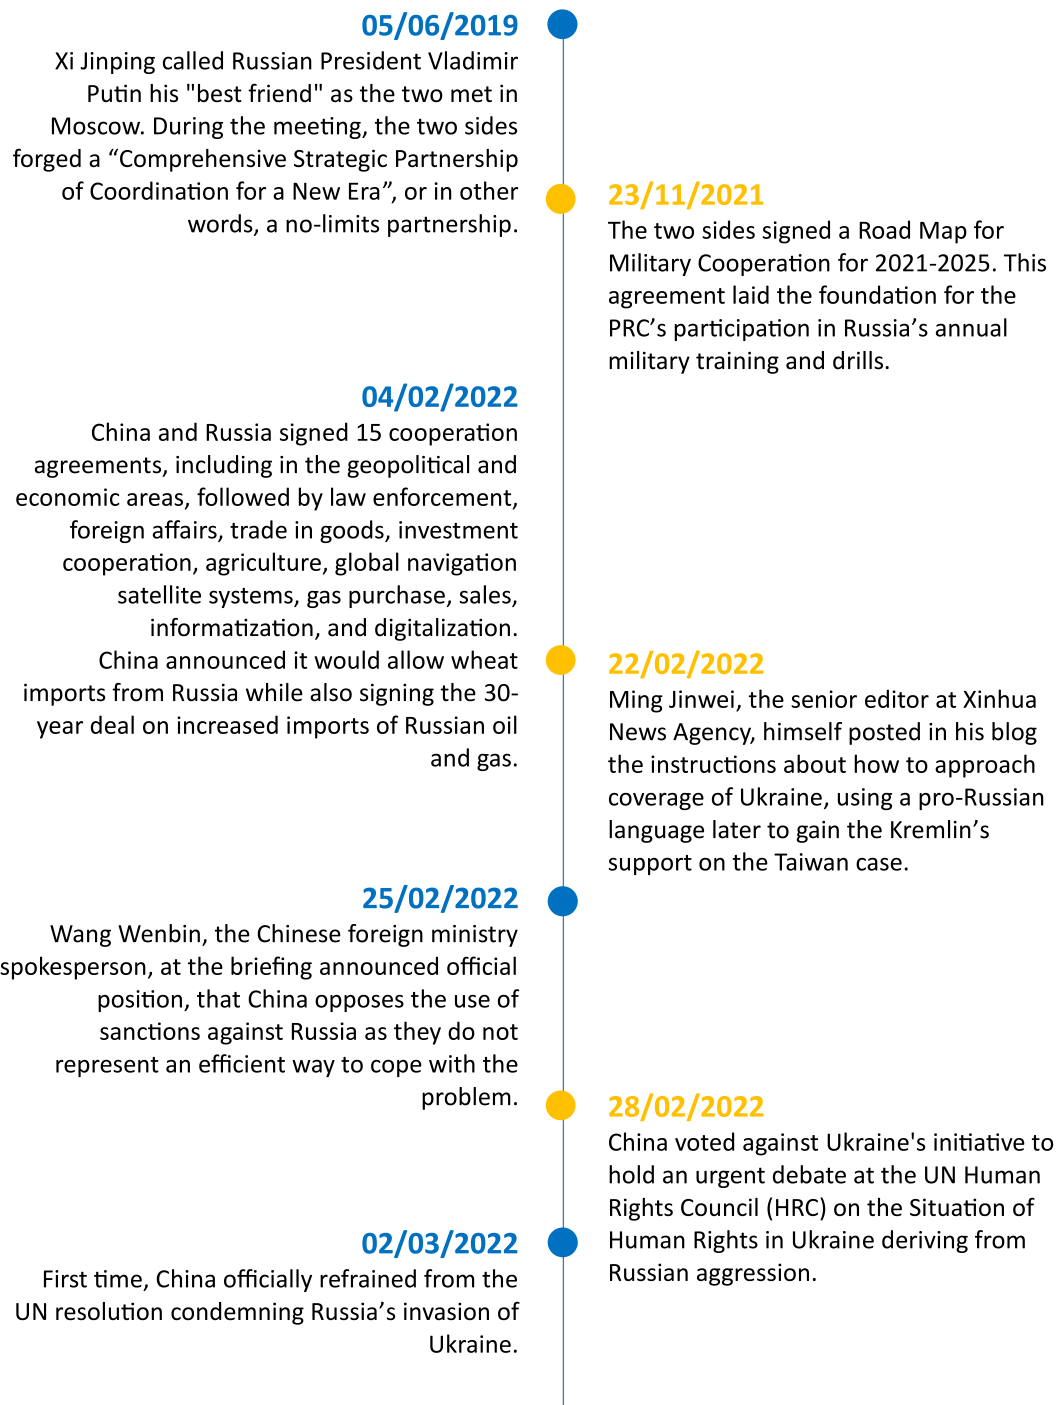 05/06/2019
Xi Jinping called Russian President Vladimir
Putin his "best friend" as the two met in
Moscow. During the meeting, the two sides
forged a “Comprehensive Strategic Partnership
of Coordination for a New Era”, or in other
words, a no-limits partnership.
23/11/2021
The two sides signed a Road Map for
Military Cooperation for 2021-2025. This
agreement laid the foundation for the
PRC’s participation in Russia’s annual
military training and drills.
04/02/2022
China and Russia signed 15 cooperation
agreements, including in the geopolitical and
economic areas, followed by law enforcement,
foreign affairs, trade in goods, investment
cooperation, agriculture, global navigation
satellite systems, gas purchase, sales,
informatization, and digitalization.
China announced it would allow wheat
imports from Russia while also signing the 30-
year deal on increased imports of Russian oil
and gas.
22/02/2022
Ming Jinwei, the senior editor at Xinhua
News Agency, himself posted in his blog
the instructions about how to approach
coverage of Ukraine, using a pro-Russian
language later to gain the Kremlin’s
support on the Taiwan case.
25/02/2022
Wang Wenbin, the Chinese foreign ministry
spokesperson, at the briefing announced official
position, that China opposes the use of
sanctions against Russia as they do not
represent an efficient way to cope with the
problem.
28/02/2022
China voted against Ukraine's initiative to
hold an urgent debate at the UN Human
Rights Council (HRC) on the Situation of
Human Rights in Ukraine deriving from
Russian aggression.
02/03/2022
First time, China officially refrained from the
UN resolution condemning Russia’s invasion of
Ukraine.